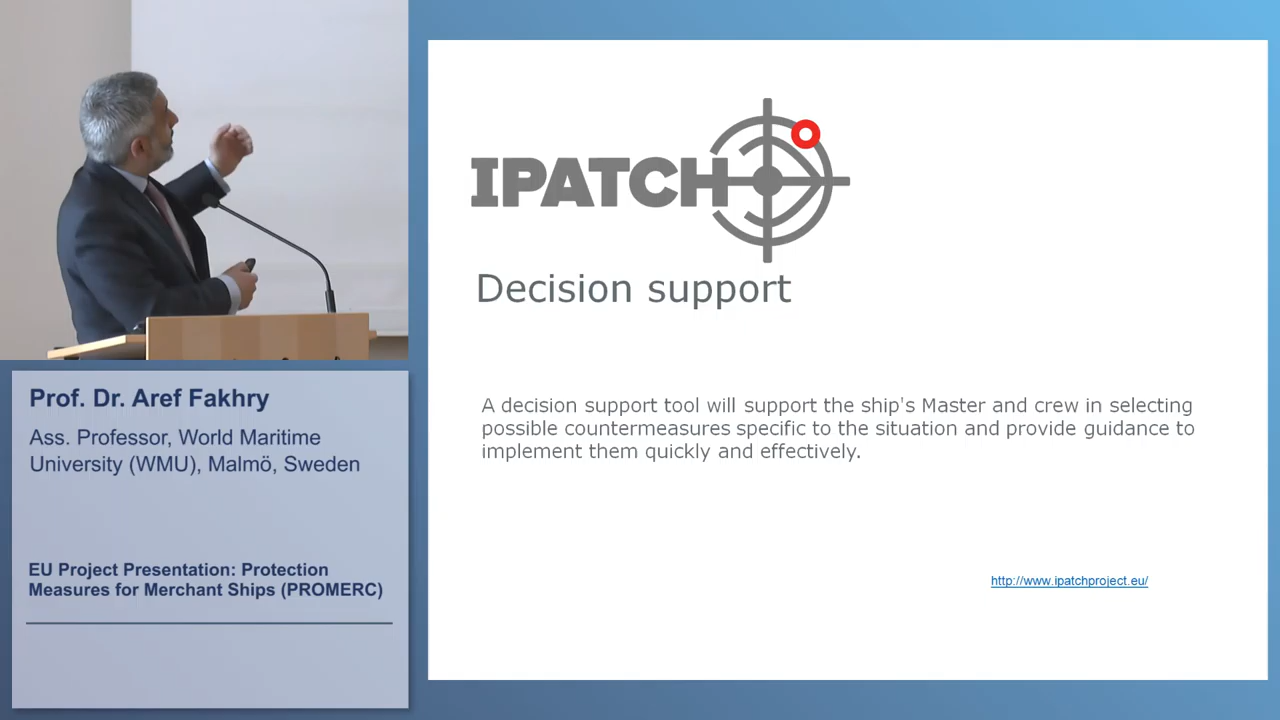 IPATCH
Decision support
A decision support tool will support the ship's Master and crew in selecting
possible countermeasures specific to the situation and provide guidance to
implement them quickly and effectively.
http://www.ipatchproject.eu/
Prof. Dr. Aref Fakhry
Ass. Professor, World Maritime
University (WMU), Malmö, Sweden
EU Project Presentation: Protection
Measures for Merchant Ships (PROMERC)